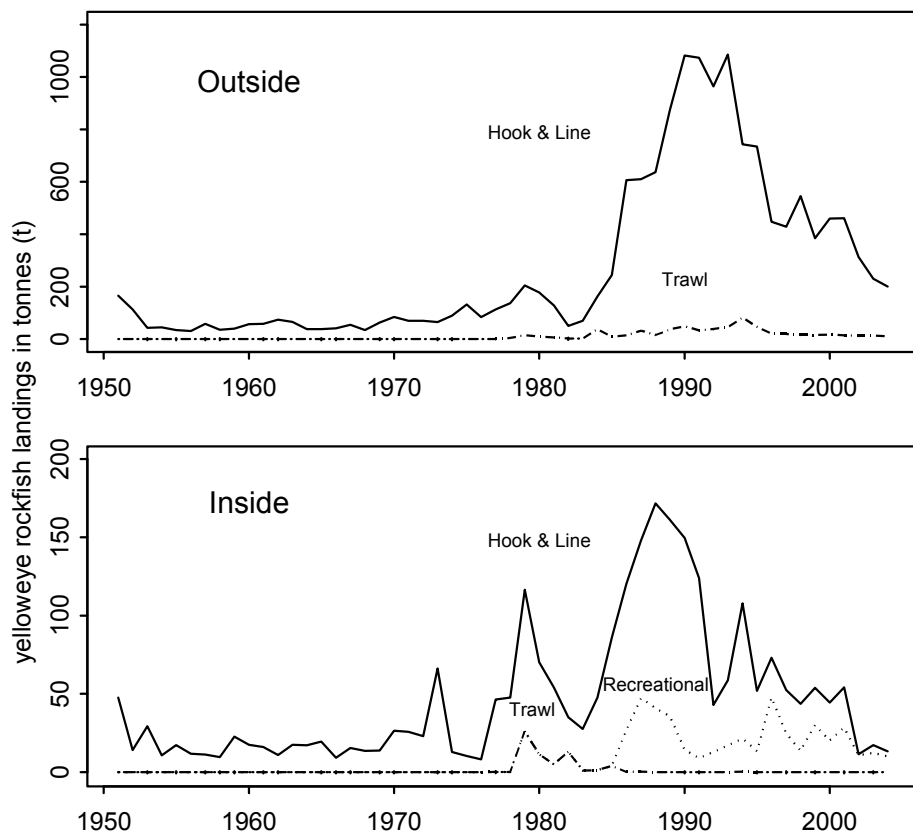 yelloweye rockfish landings in tonnes (t)
Outside
Hook & Line
Trawl
1000
600
200
0
1950 1960 1970 1980 1990 2000
Inside
Hook & Line
Recreational
Trawl
200
150
100
50
0
1950 1960 1970 1980 1990 2000